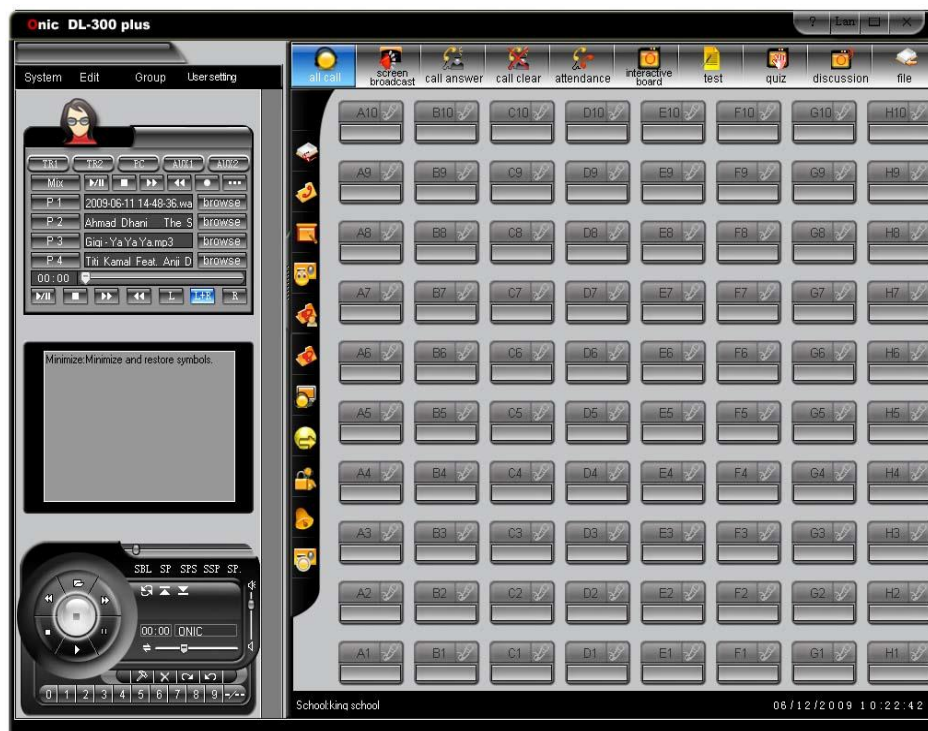 Onic DL-300 plus
? Lan
System Edit Group User setting
all call screen broadcast call answer call clear attendance interactive board test quiz discussion file
TR1 TR2 PC AUX1 AUX2
Mix
P 1 2009-06-11 14-48-36.wa browse
P 2 Ahmad Dhani The S browse
P 3 Gigi - Ya Ya Ya.mp3 browse
P 4 Titi Kamal Feat. Anji D browse
00:00
L L+R R
Minimize:Minimize and restore symbols.
SBL SP SPS SSP SP.
00:00 ONIC
0 1 2 3 4 5 6 7 8 9 -/--
A10 B10 C10 D10 E10 F10 G10 H10
A9 B9 C9 D9 E9 F9 G9 H9
A8 B8 C8 D8 E8 F8 G8 H8
A7 B7 C7 D7 E7 F7 G7 H7
A6 B6 C6 D6 E6 F6 G6 H6
A5 B5 C5 D5 E5 F5 G5 H5
A4 B4 C4 D4 E4 F4 G4 H4
A3 B3 C3 D3 E3 F3 G3 H3
A2 B2 C2 D2 E2 F2 G2 H2
A1 B1 C1 D1 E1 F1 G1 H1
School:king school 06/12/2009 10:22:42